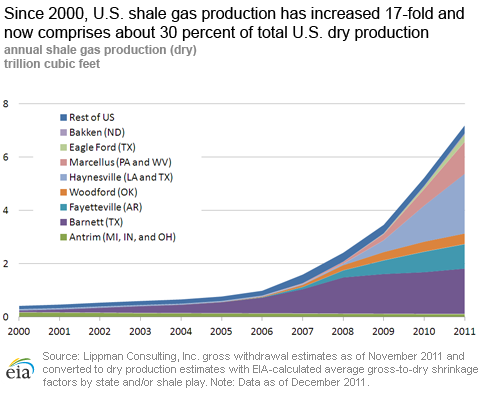 Since 2000, U.S. shale gas production has increased 17-fold and
now comprises about 30 percent of total U.S. dry production
annual shale gas production (dry)
trillion cubic feet
8
6
4
2
0
Rest of US
Bakken (ND)
Eagle Ford (TX)
Marcellus (PA and WV)
Haynesville (LA and TX)
Woodford (OK)
Fayetteville (AR)
Barnett (TX)
Antrim (MI, IN, and OH)
2000 2001 2002 2003 2004 2005 2006 2007 2008 2009 2010 2011
eia
Source: Lippman Consulting, Inc. gross withdrawal estimates as of November 2011 and
converted to dry production estimates with EIA-calculated average gross-to-dry shrinkage
factors by state and/or shale play. Note: Data as of December 2011.